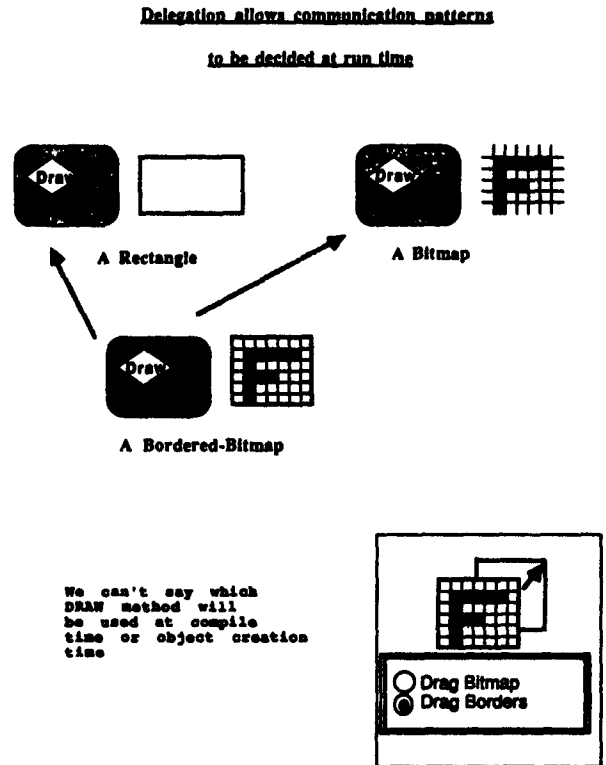 Delegation allows communication patterns
to be decided at run time
Draw
Draw
A Rectangle
A Bitmap
Draw
A Bordered-Bitmap
We can't say which
DRAW method will
be used at compile
time or object creation
time
Drag Bitmap
Drag Borders